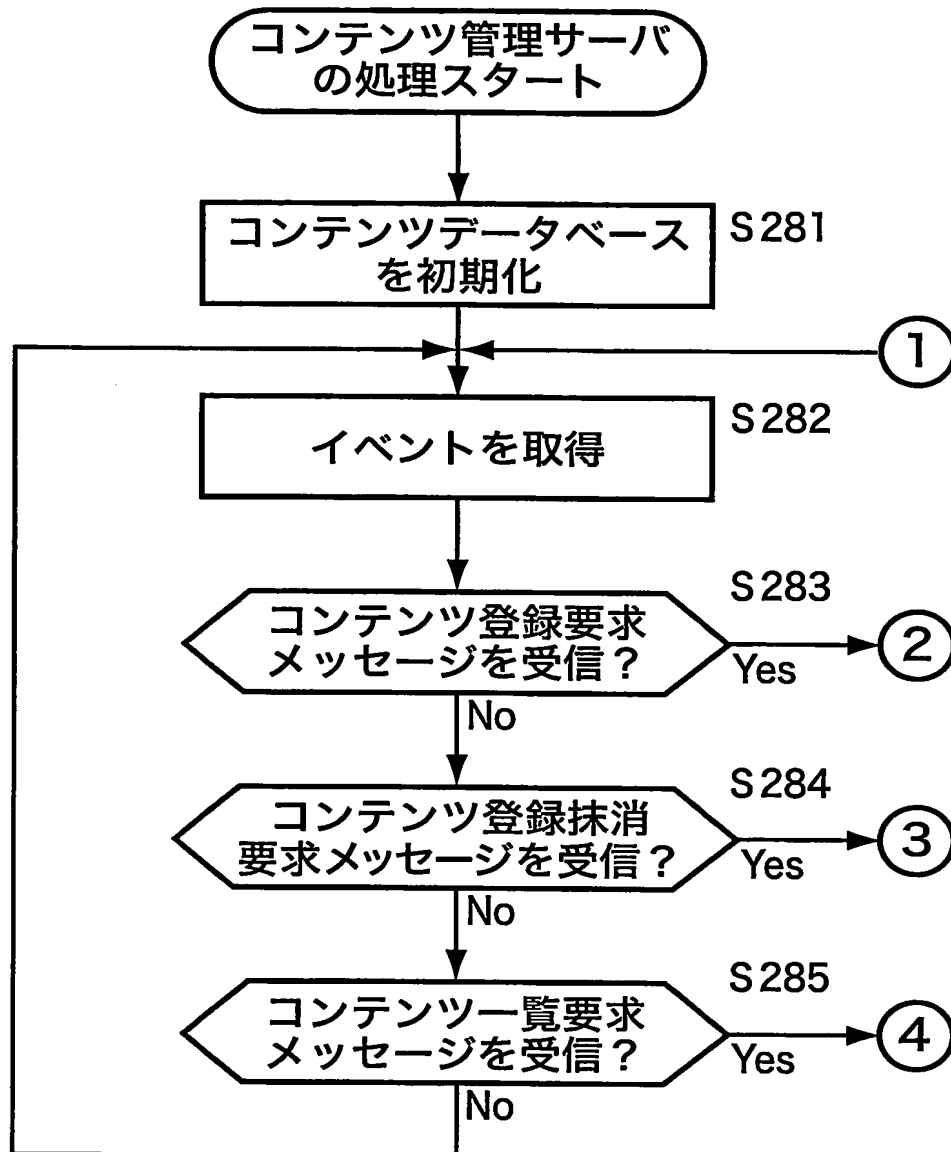 コンテンツ管理サーバ
の処理スタート
コンテンツデータベース
を初期化
S281
1
イベントを取得
S282
コンテンツ登録要求
メッセージを受信?
S283
Yes
2
No
コンテンツ登録抹消
要求メッセージを受信?
S284
Yes
3
No
コンテンツ一覧要求
メッセージを受信?
S285
Yes
4
No